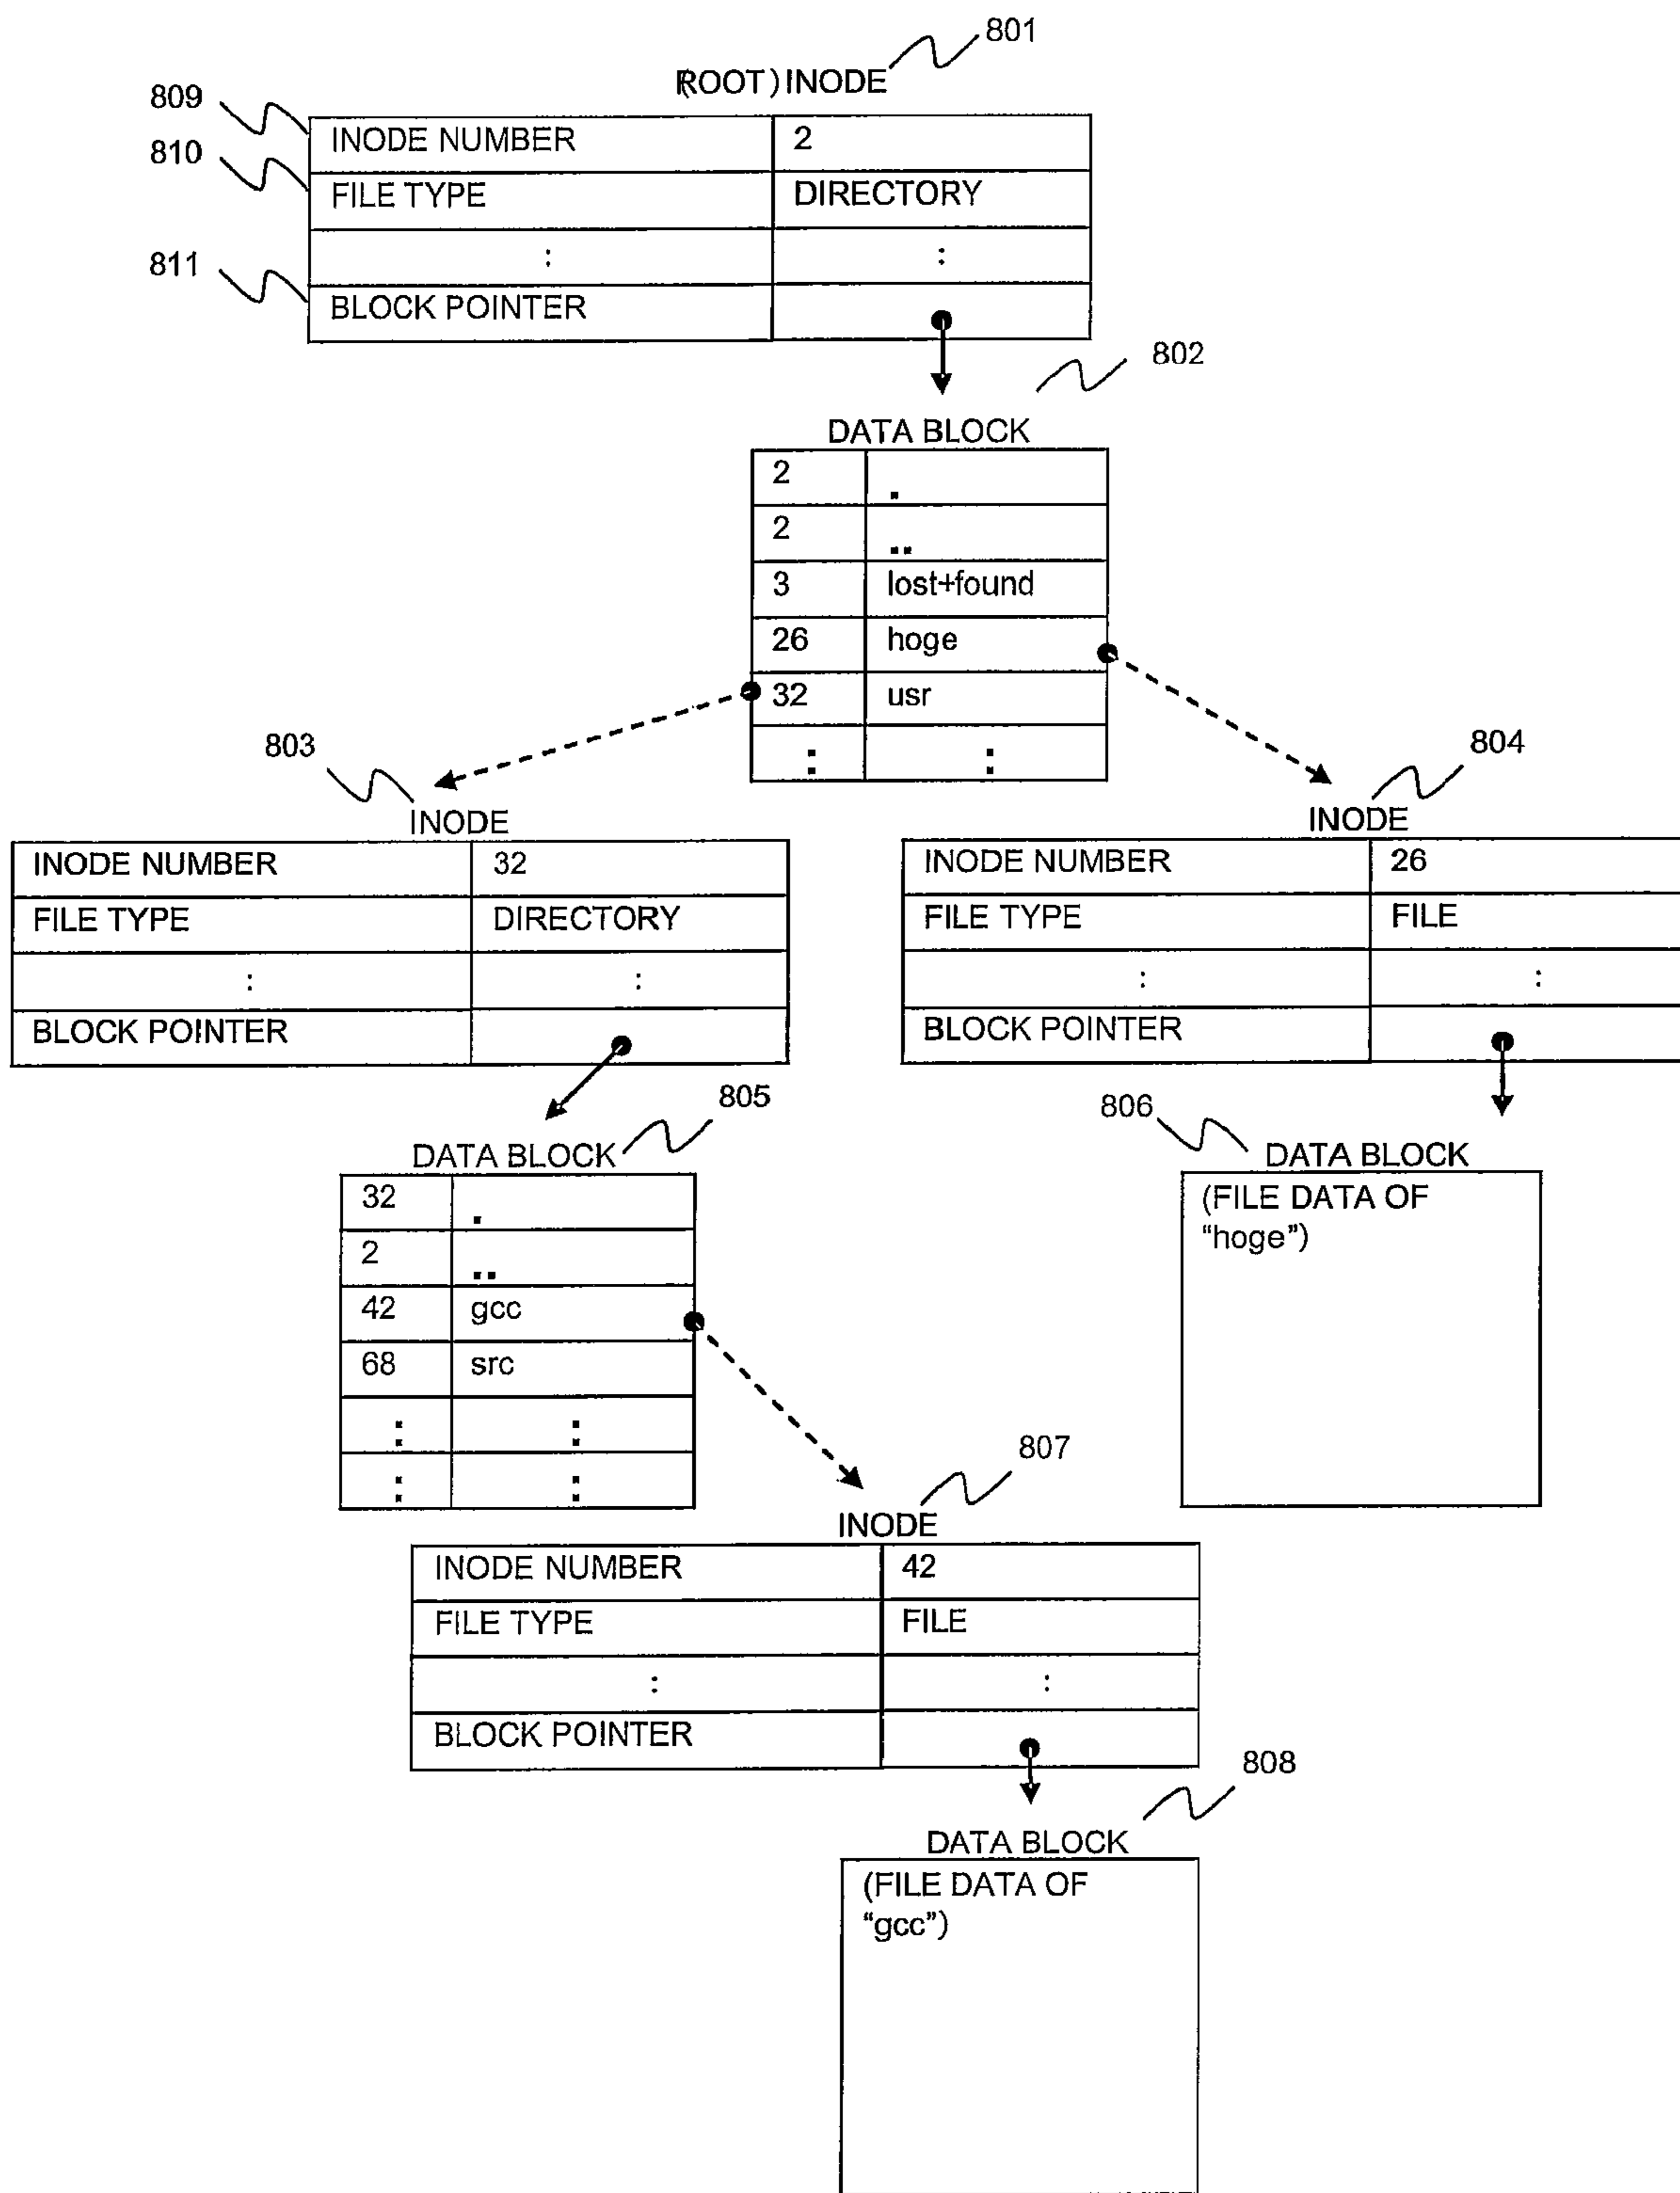 801
(ROOT) INODE
809
INODE NUMBER 2
810
FILE TYPE DIRECTORY
: :
811
BLOCK POINTER
802
DATA BLOCK
2 .
2 ..
3 lost+found
26 hoge
32 usr
: :
803
INODE
INODE NUMBER 32
FILE TYPE DIRECTORY
: :
BLOCK POINTER
804
INODE
INODE NUMBER 26
FILE TYPE FILE
: :
BLOCK POINTER
805
DATA BLOCK
32 .
2 ..
42 gcc
68 src
: :
: :
806
DATA BLOCK
(FILE DATA OF
“hoge”)
807
INODE
INODE NUMBER 42
FILE TYPE FILE
: :
BLOCK POINTER
808
DATA BLOCK
(FILE DATA OF
“gcc”)